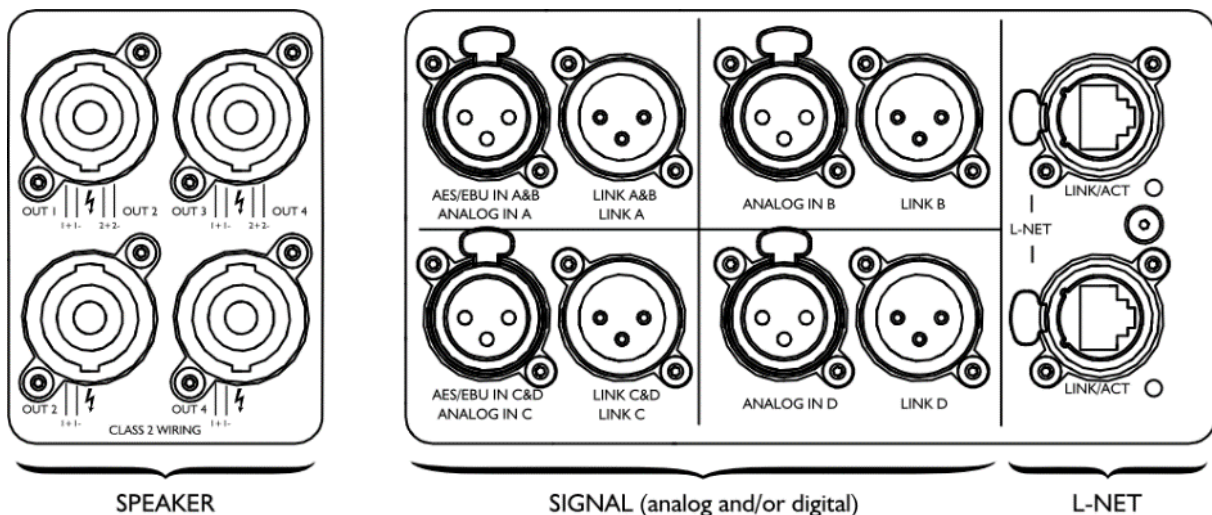 OUT 1 OUT 2 OUT 3 OUT 4
1+1- 2+2- 1+1- 2+2-
OUT 2 OUT 4
1+1- 1+1-
CLASS 2 WIRING
AES/EBU IN A&B LINK A&B
ANALOG IN A LINK A
ANALOG IN B LINK B
AES/EBU IN C&D LINK C&D
ANALOG IN C LINK C
ANALOG IN D LINK D
LINK/ACT
L-NET
LINK/ACT
SPEAKER
SIGNAL (analog and/or digital)
L-NET